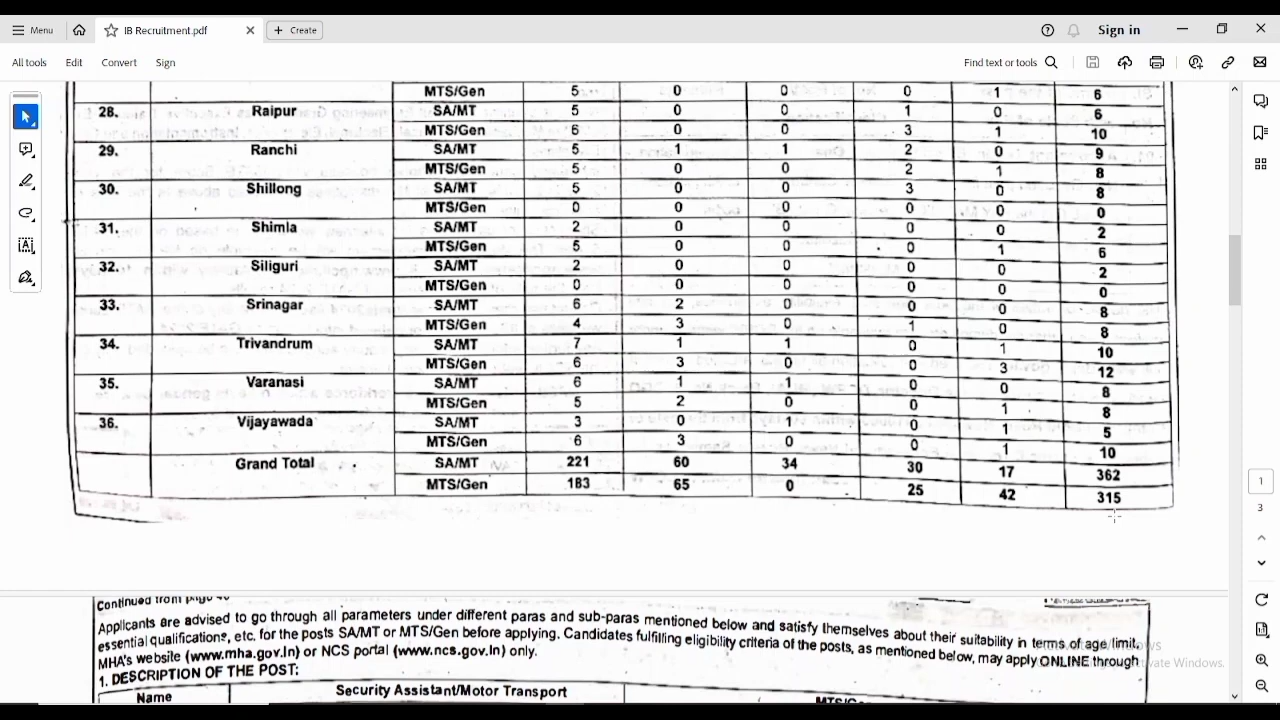 Menu IB Recruitment.pdf Create Sign in
All tools Edit Convert Sign Find text or tools
MTS/Gen 5 0 0 0 1 6
28. Raipur SA/MT 5 0 0 1 0 6
MTS/Gen 6 0 0 3 1 10
29. Ranchi SA/MT 5 1 1 2 0 9
MTS/Gen 5 0 0 2 1 8
30. Shillong SA/MT 5 0 0 3 0 8
MTS/Gen 0 0 0 0 0 0
31. Shimla SA/MT 2 0 0 0 0 2
MTS/Gen 5 0 0 0 1 6
32. Siliguri SA/MT 2 0 0 0 0 2
MTS/Gen 0 0 0 0 0 0
33. Srinagar SA/MT 6 2 0 0 0 8
MTS/Gen 4 3 0 1 0 8
34. Trivandrum SA/MT 7 1 1 0 1 10
MTS/Gen 6 3 0 0 3 12
35. Varanasi SA/MT 6 1 1 0 0 8
MTS/Gen 5 2 0 0 1 8
36. Vijayawada SA/MT 3 0 1 0 1 5
MTS/Gen 6 3 0 0 1 10
Grand Total SA/MT 221 60 34 30 17 362
MTS/Gen 183 65 0 25 42 315
1
3
Continued from page
Applicants are advised to go through all parameters under different paras and sub-paras mentioned below and satisfy themselves about their suitability in terms of age limit,
essential qualifications, etc. for the posts SA/MT or MTS/Gen before applying. Candidates fulfilling eligibility criteria of the posts, as mentioned below, may apply ONLINE through
MHA's website (www.mha.gov.in) or NCS portal (www.ncs.gov.in) only.
1. DESCRIPTION OF THE POST:
Name Security Assistant/Motor Transport